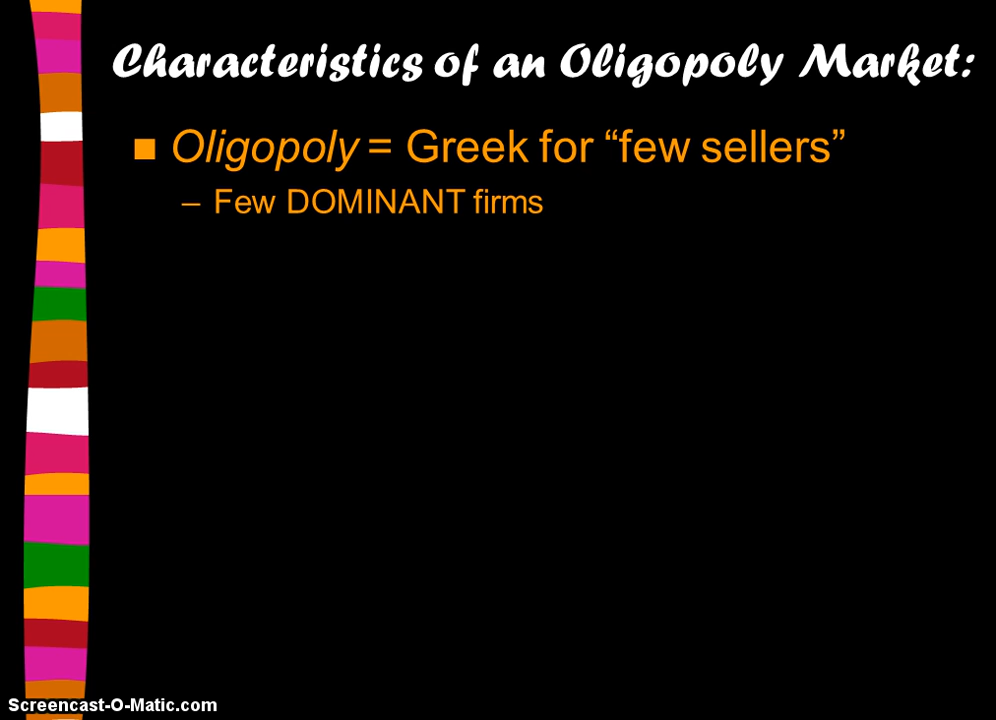 Characteristics of an Oligopoly Market:
■ Oligopoly = Greek for “few sellers”
– Few DOMINANT firms
Screencast-O-Matic.com